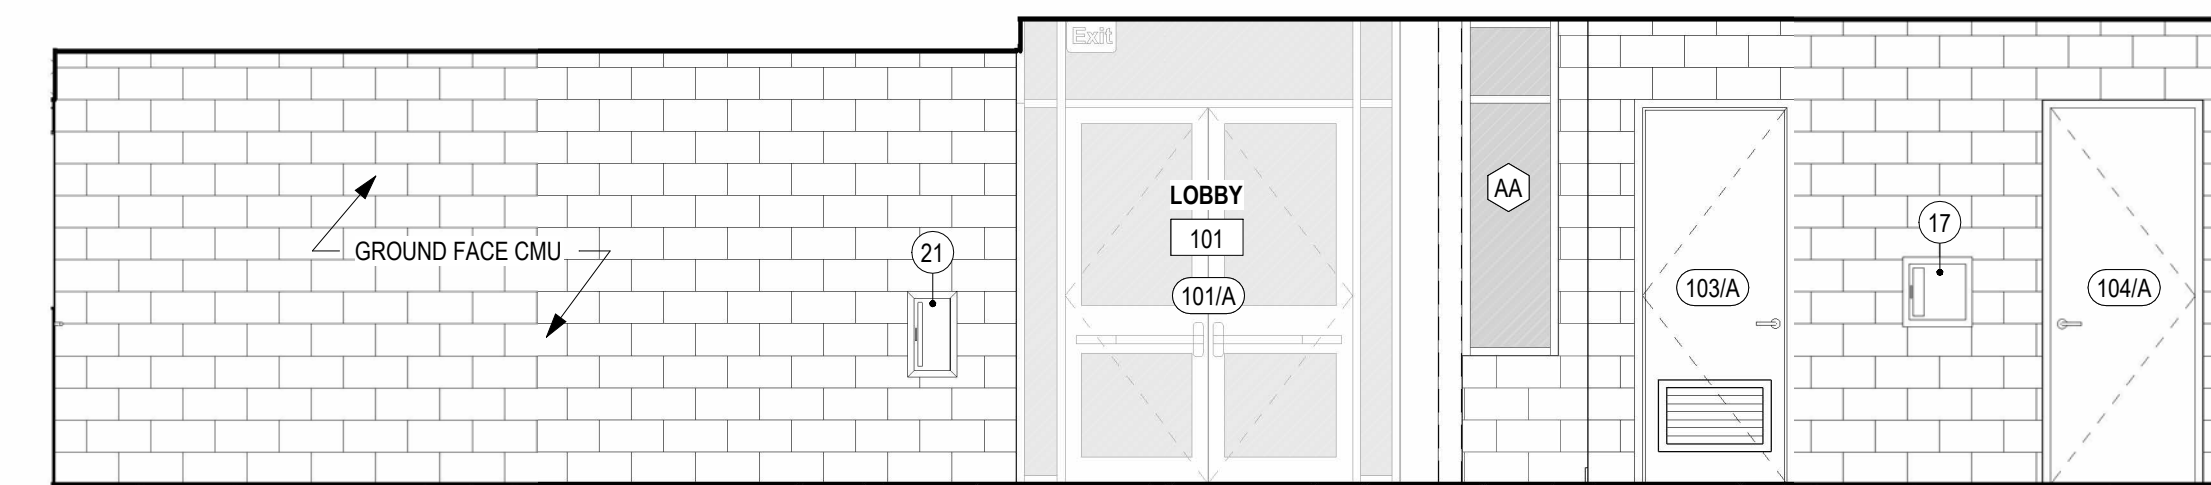 Exit
AA
LOBBY
101
17
GROUND FACE CMU
21
101/A
103/A
104/A